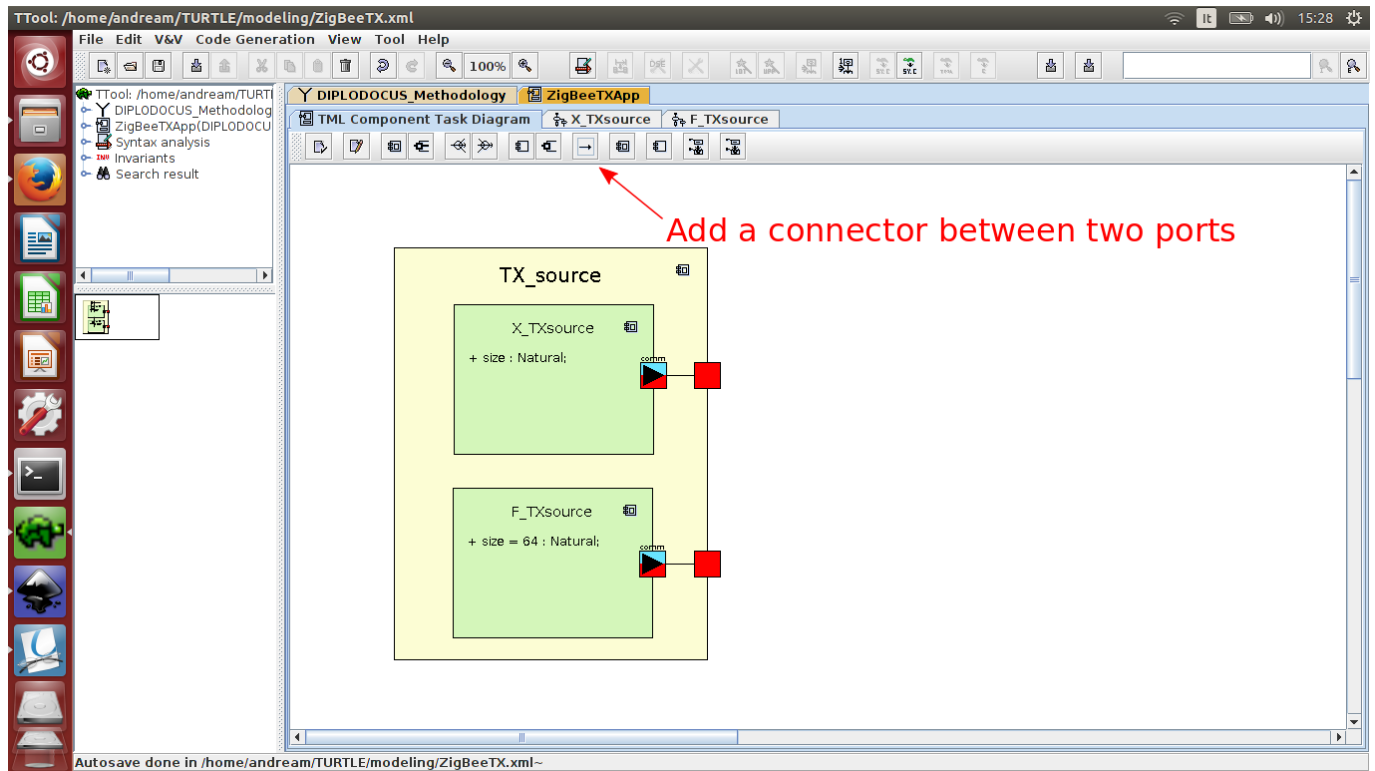 TTool: /home/andream/TURTLE/modeling/ZigBeeTX.xml
It
15:28
File Edit V&V Code Generation View Tool Help
100%
TTool: /home/andream/TURT
DIPLODOCUS_Methodolog
ZigBeeTXApp(DIPLODOCU
Syntax analysis
INV Invariants
Search result
DIPLODOCUS_Methodology ZigBeeTXApp
TML Component Task Diagram X_TXsource F_TXsource
Add a connector between two ports
TX_source
X_TXsource
+ size : Natural;
comm
F_TXsource
+ size = 64 : Natural;
comm
Autosave done in /home/andream/TURTLE/modeling/ZigBeeTX.xml~